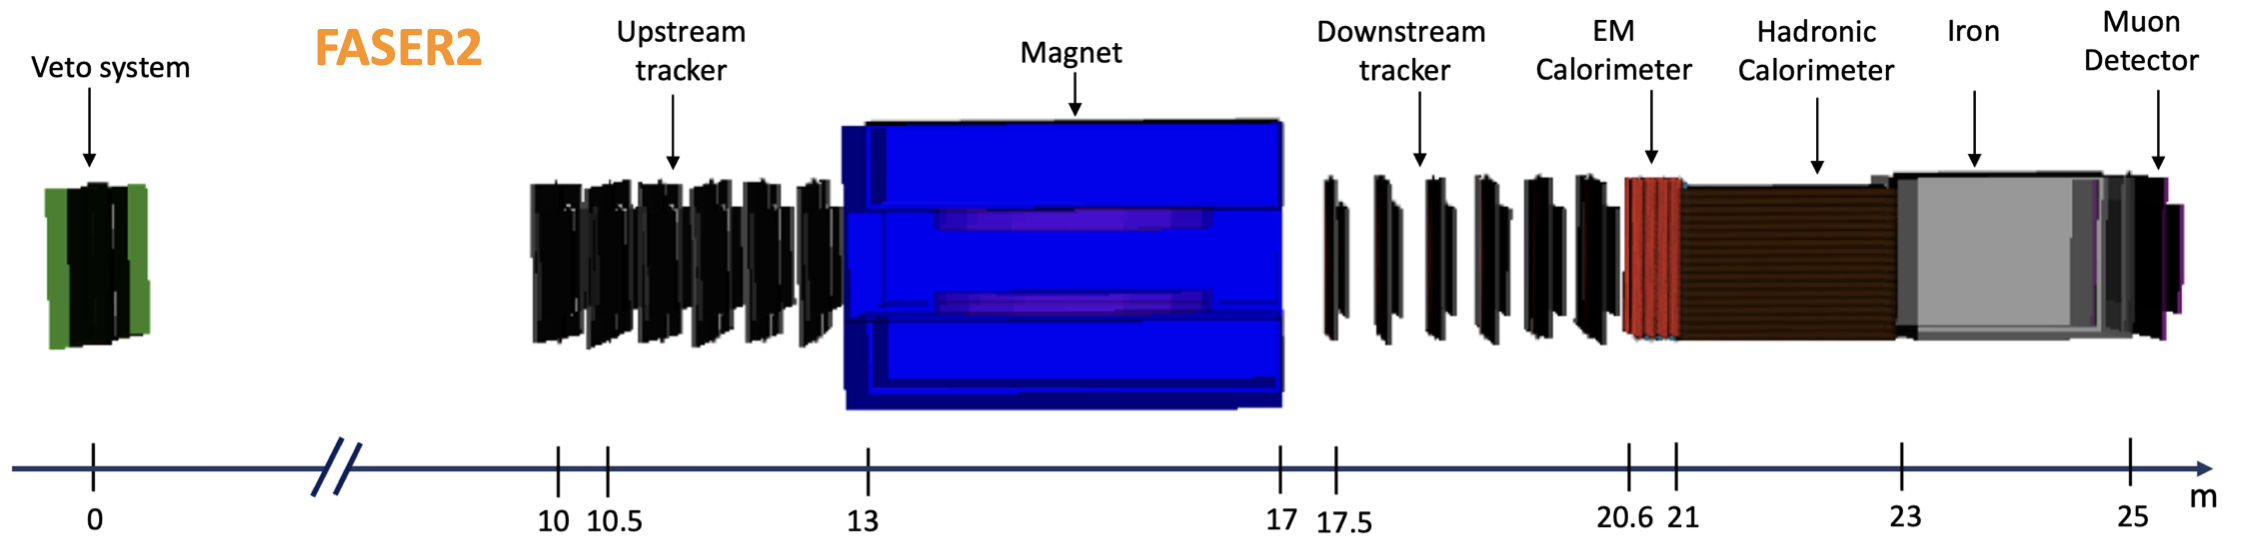 FASER2
Veto system
Upstream
tracker
Magnet
Downstream
tracker
EM
Calorimeter
Hadronic
Calorimeter
Iron
Muon
Detector
0
10
10.5
13
17
17.5
20.6
21
23
25
m